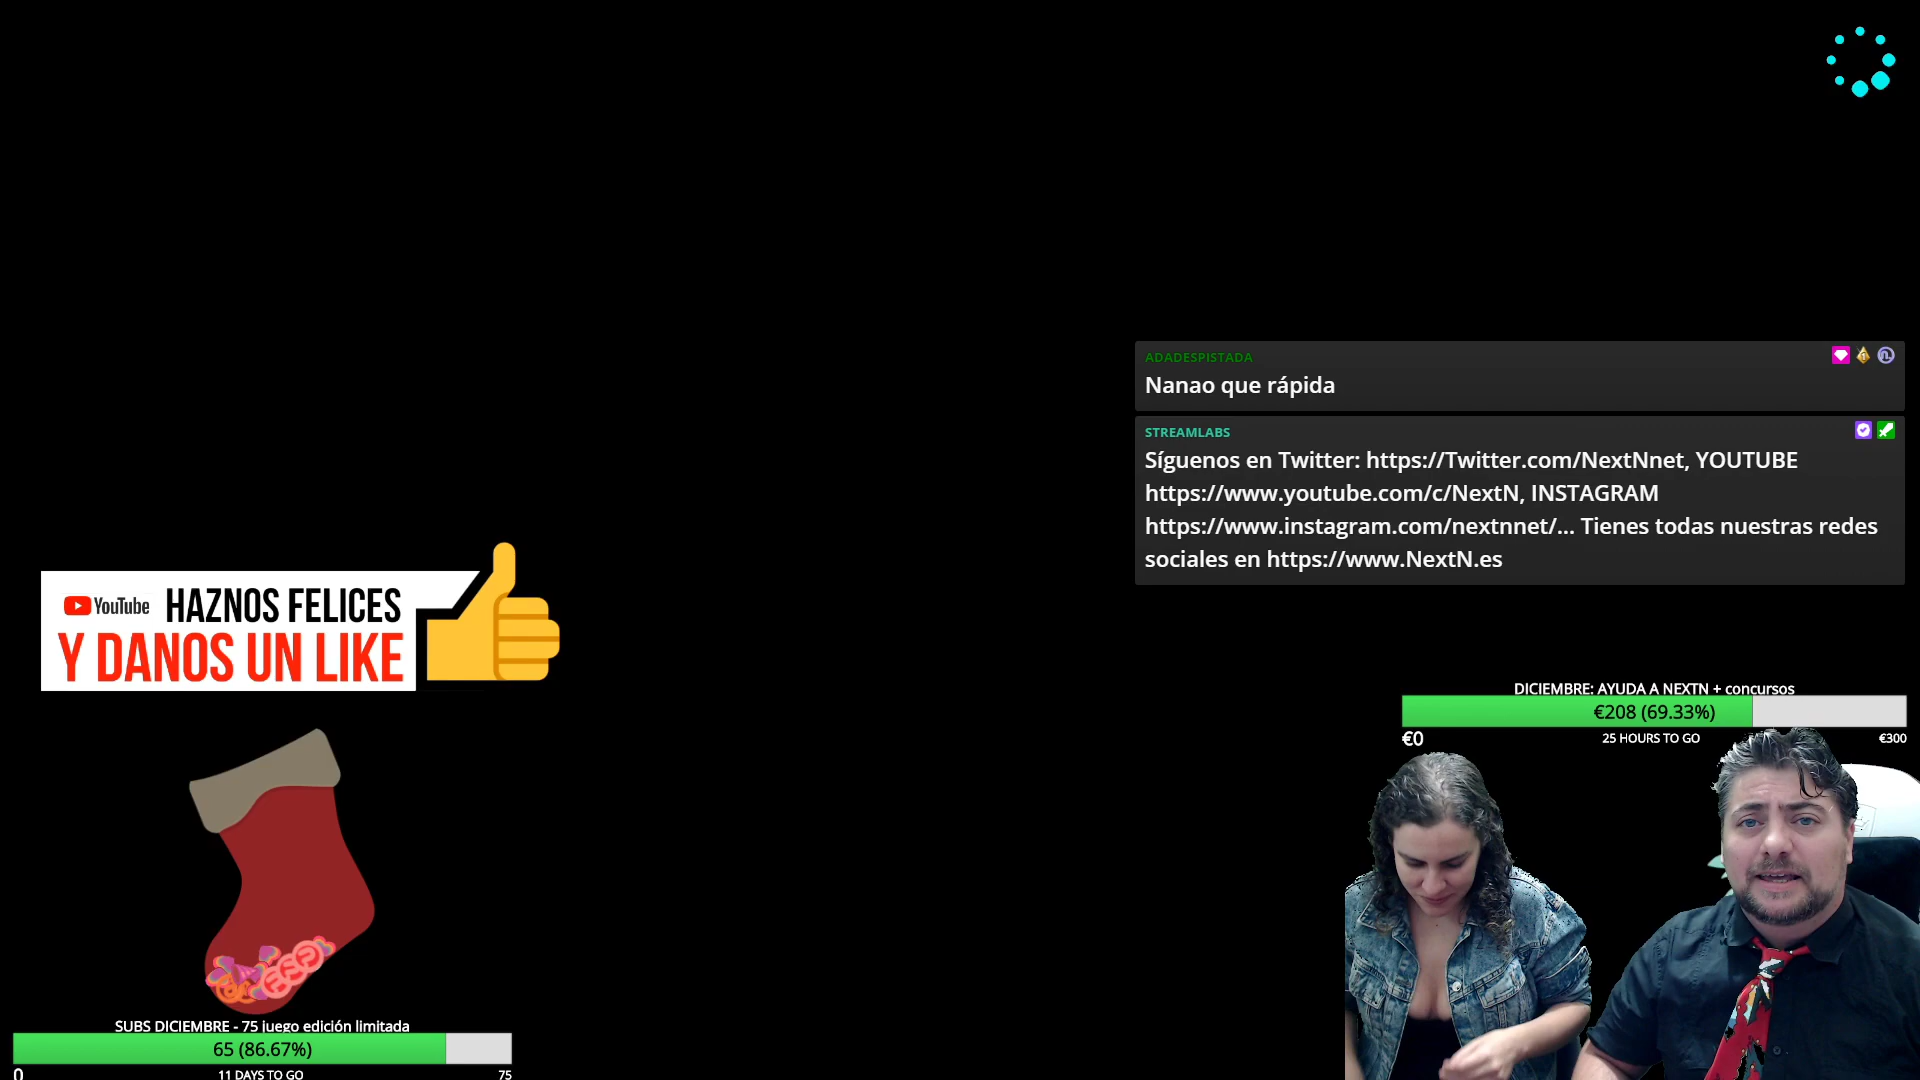 ADADESPISTADA
Nanao que rápida
STREAMLABS
Síguenos en Twitter: https://Twitter.com/NextNnet, YOUTUBE
https://www.youtube.com/c/NextN, INSTAGRAM
https://www.instagram.com/nextnnet/... Tienes todas nuestras redes
sociales en https://www.NextN.es
YouTube HAZNOS FELICES
Y DANOS UN LIKE
DICIEMBRE: AYUDA A NEXTN + concursos
€208 (69.33%)
€0 25 HOURS TO GO €300
SUBS DICIEMBRE - 75 juego edición limitada
65 (86.67%)
0 11 DAYS TO GO 75